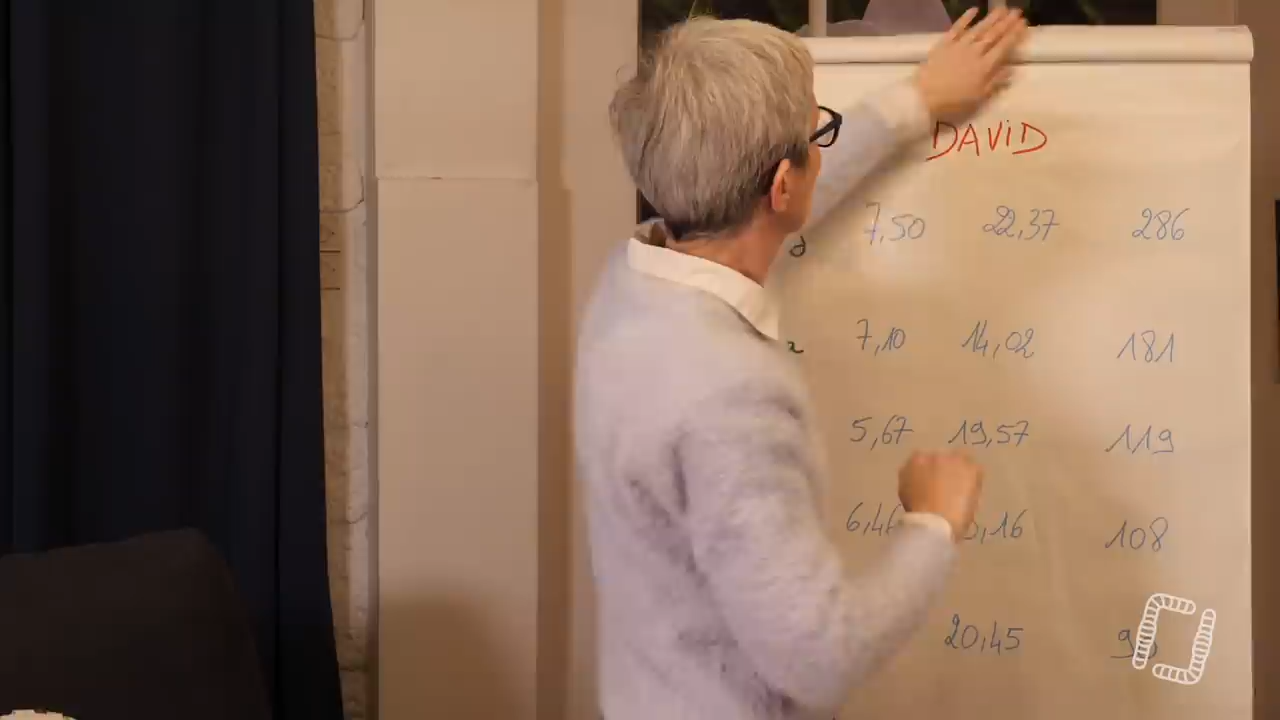 DAVID
7,50 22,37 286
7,10 14,02 181
5,67 19,57 119
108
20,45